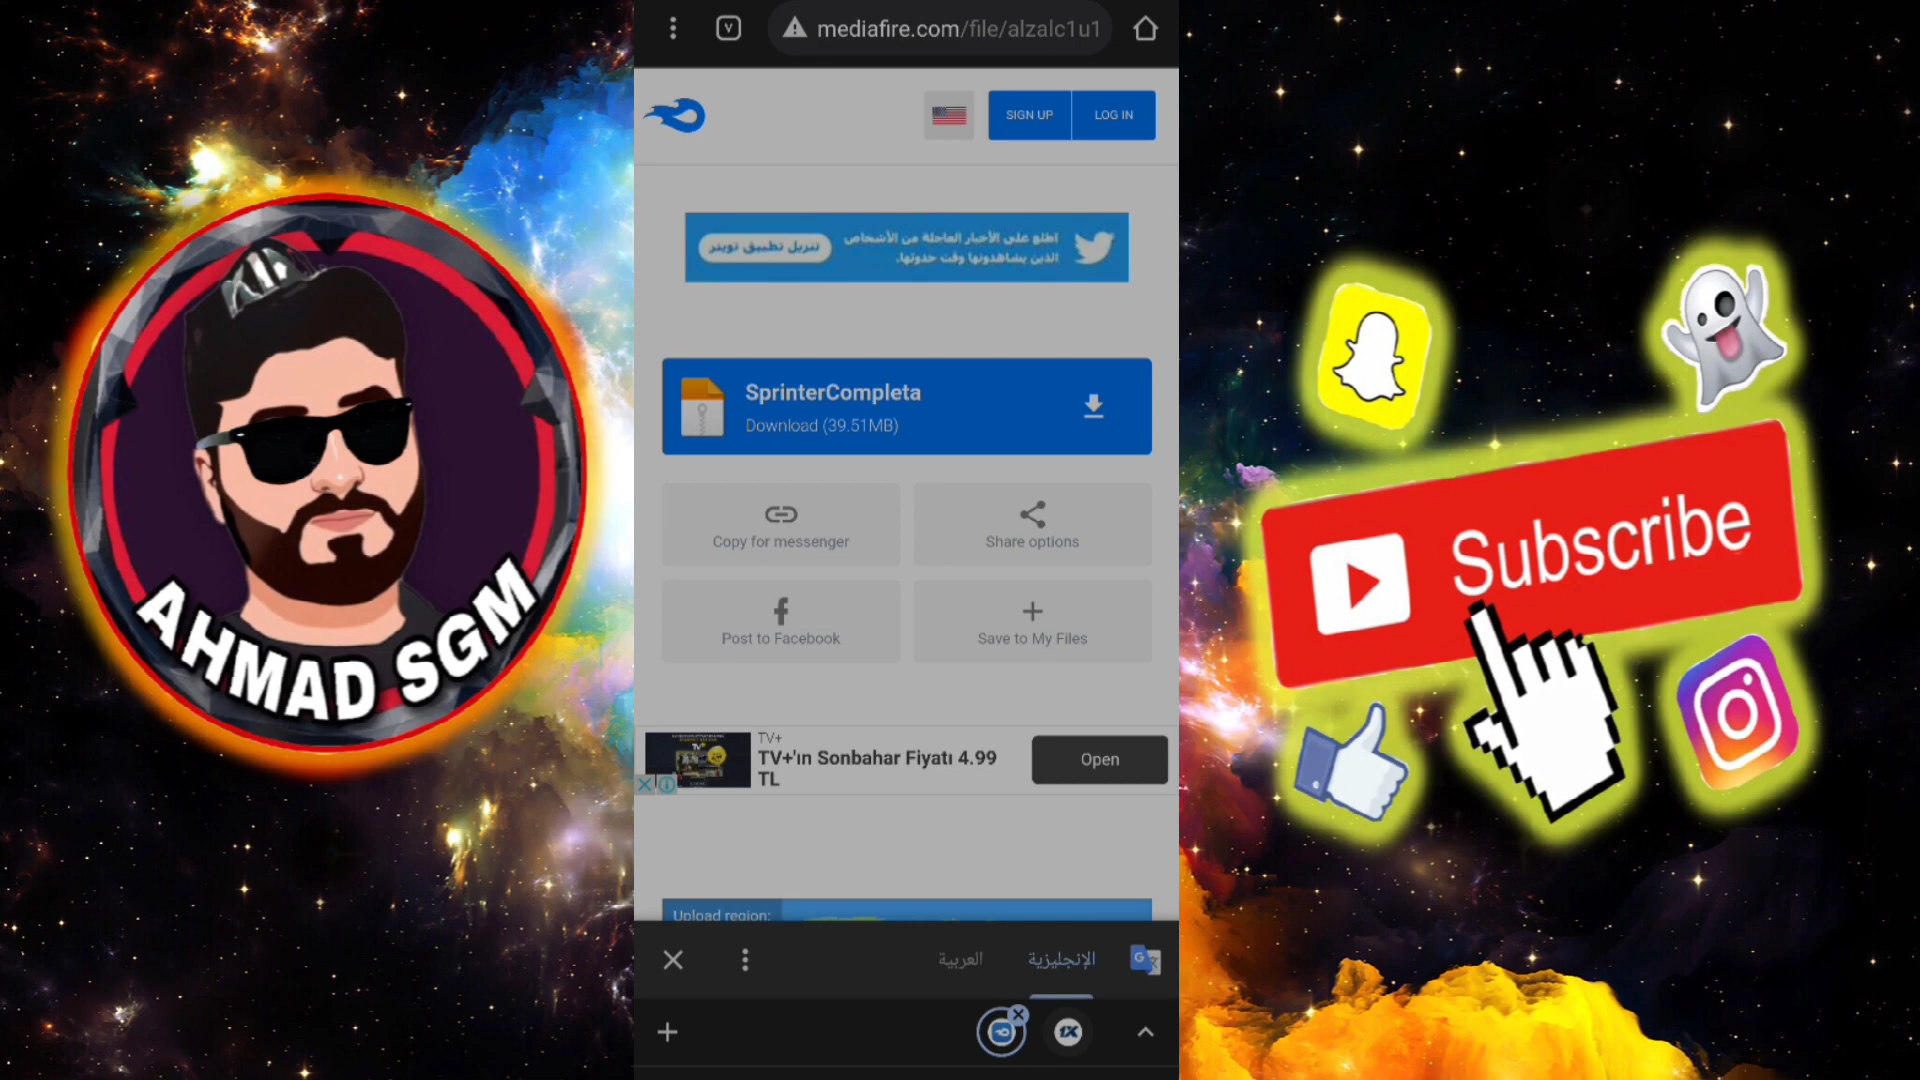 AHMAD SGM
mediafire.com/file/alzalc1u1
SIGN UP
LOG IN
اطلع على الأخبار العاجلة من الأشخاص
الذين يشاهدونها وقت حدوثها.
تنزيل تطبيق تويتر
SprinterCompleta
Download (39.51MB)
Copy for messenger
Share options
Post to Facebook
Save to My Files
TV+
TV+'ın Sonbahar Fiyatı 4.99
TL
Open
Upload region:
العربية
الإنجليزية
1X
Subscribe